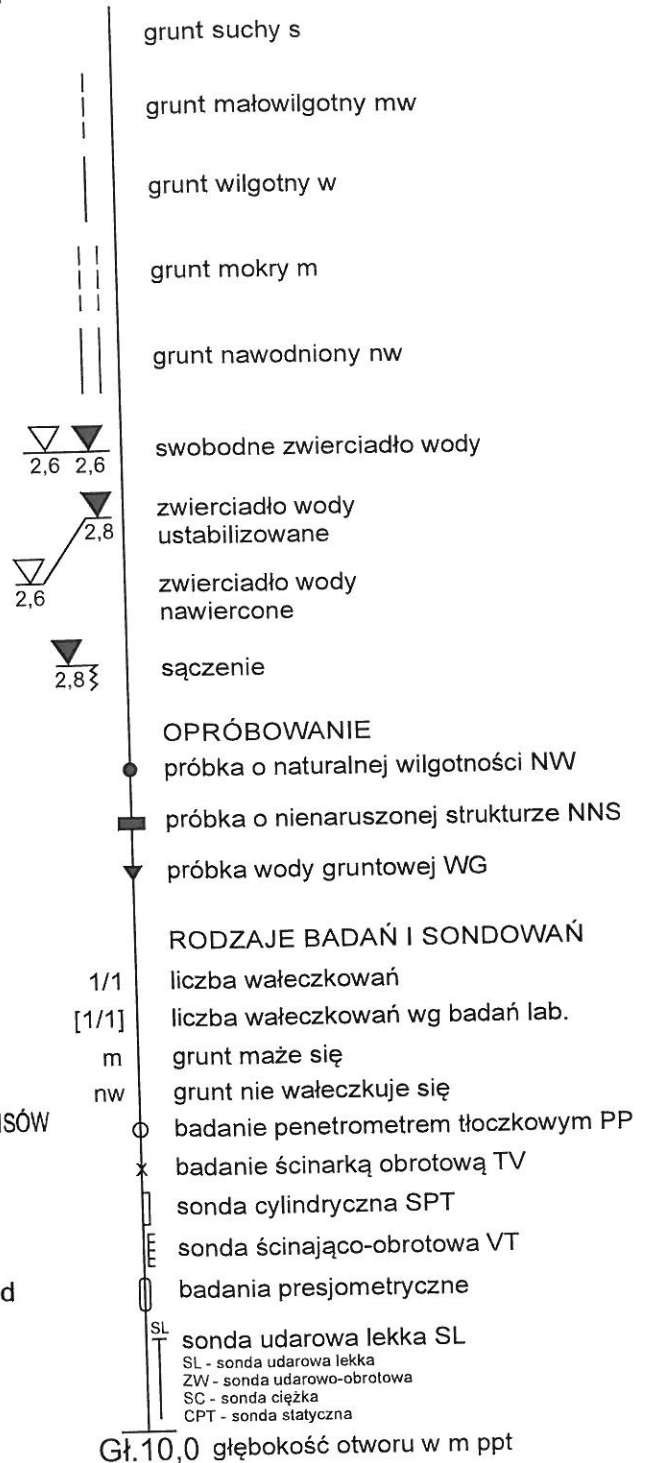 grunt suchy s
grunt małowilgotny mw
grunt wilgotny w
grunt mokry m
grunt nawodniony nw
2,6 2,6 swobodne zwierciadło wody
zwierciadło wody
2,8 ustabilizowane
zwierciadło wody
2,6 nawiercone
2,8 sączenie
OPRÓBOWANIE
próbka o naturalnej wilgotności NW
próbka o nienaruszonej strukturze NNS
próbka wody gruntowej WG
RODZAJE BADAŃ I SONDOWAŃ
1/1 liczba wałeczkowań
[1/1] liczba wałeczkowań wg badań lab.
m grunt maże się
nw grunt nie wałeczkuje się
badanie penetrometrem tłoczkowym PP
x badanie ścinarką obrotową TV
sonda cylindryczna SPT
sonda ścinająco-obrotowa VT
d badania presjometryczne
SL sonda udarowa lekka SL
SL - sonda udarowa lekka
ZW - sonda udarowo-obrotowa
SC - sonda ciężka
CPT - sonda statyczna
Gł.10,0 głębokość otworu w m ppt